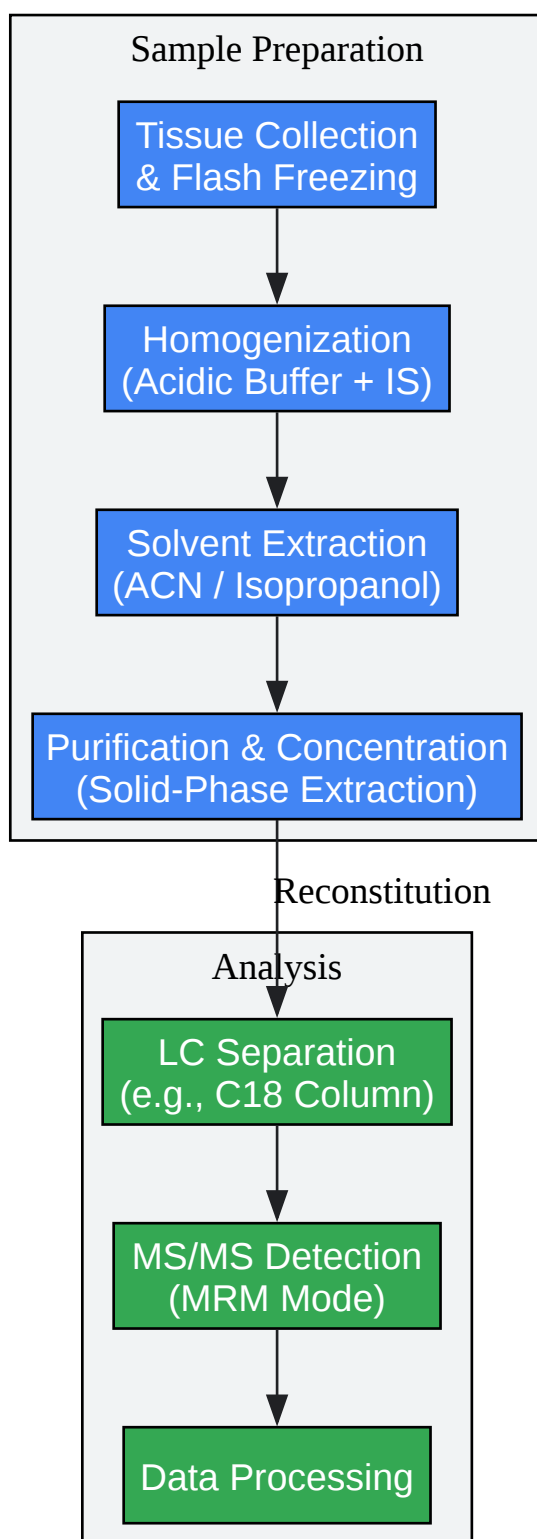 Sample Preparation
Tissue Collection
& Flash Freezing
Homogenization
(Acidic Buffer + IS)
Solvent Extraction
(ACN / Isopropanol)
Purification & Concentration
(Solid-Phase Extraction)
Reconstitution
Analysis
LC Separation
(e.g., C18 Column)
MS/MS Detection
(MRM Mode)
Data Processing